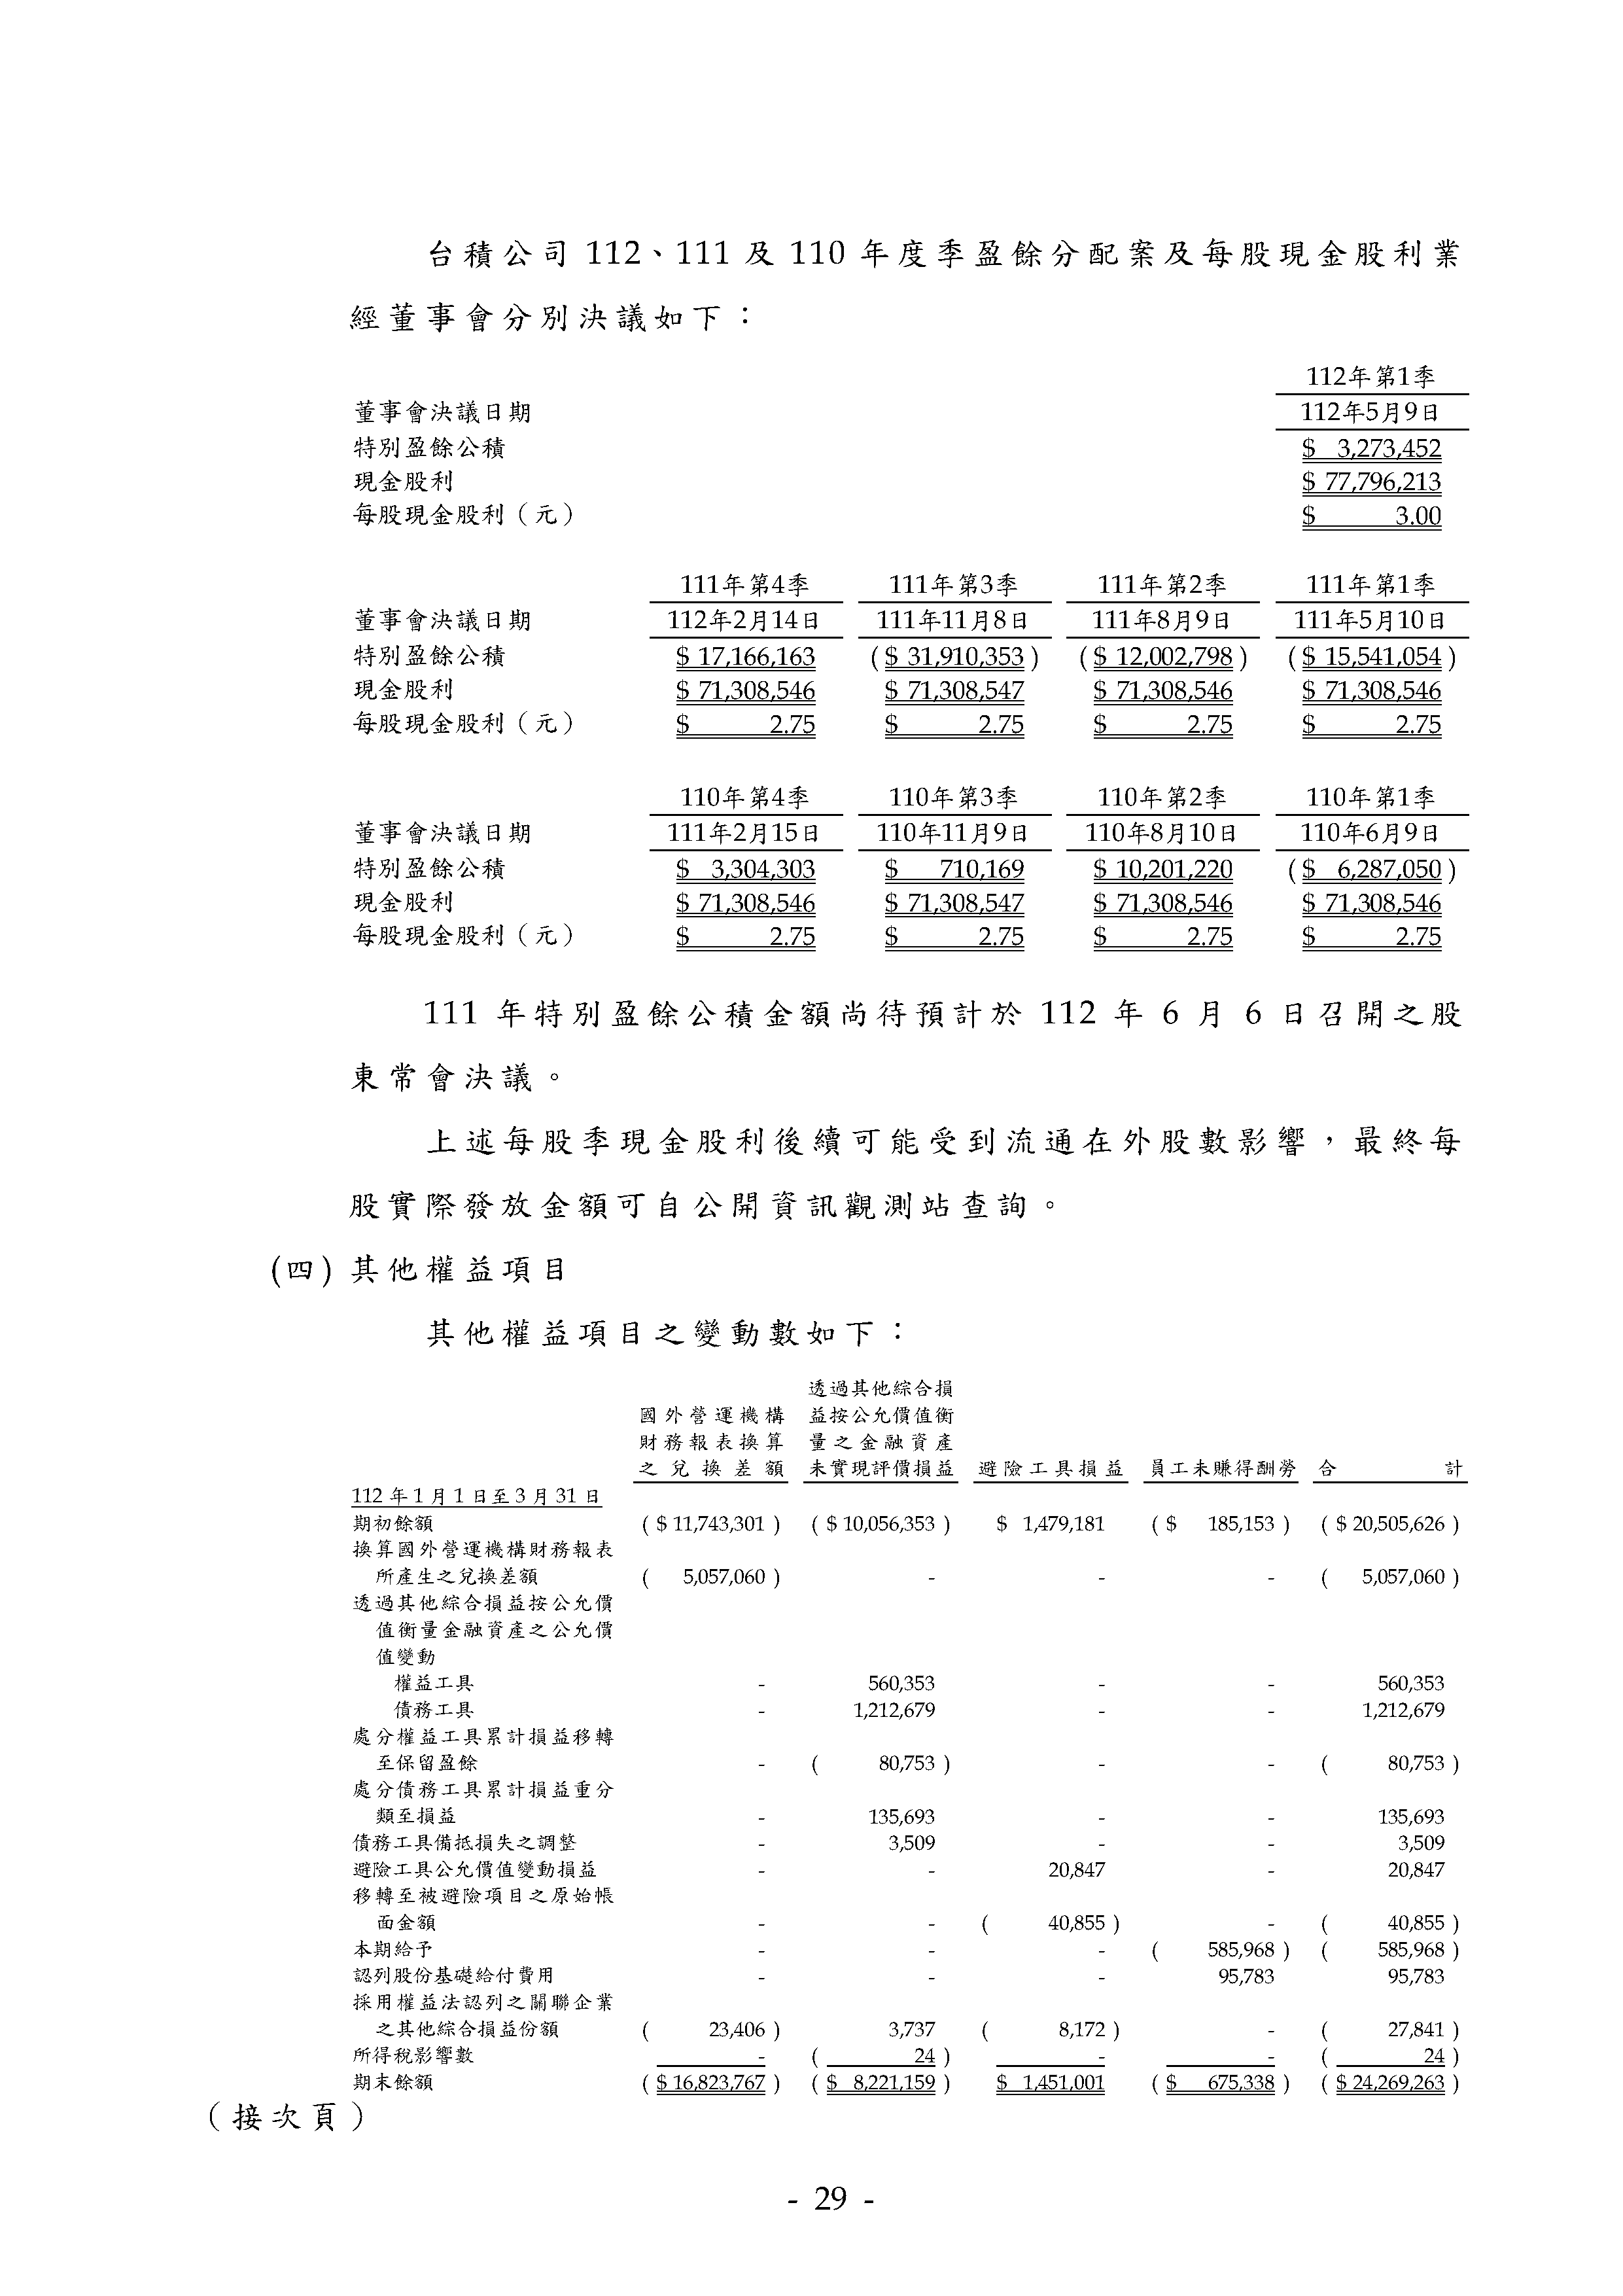 台積公司 112、111 及 110 年度季盈餘分配案及每股現金股利業
經董事會分別決議如下：
112年第1季
董事會決議日期 112年5月9日
特別盈餘公積 $ 3,273,452
現金股利 $ 77,796,213
每股現金股利（元） $ 3.00
111年第4季 111年第3季 111年第2季 111年第1季
董事會決議日期 112年2月14日 111年11月8日 111年8月9日 111年5月10日
特別盈餘公積 $ 17,166,163 ($ 31,910,353) ($ 12,002,798) ($ 15,541,054)
現金股利 $ 71,308,546 $ 71,308,547 $ 71,308,546 $ 71,308,546
每股現金股利（元） $ 2.75 $ 2.75 $ 2.75 $ 2.75
110年第4季 110年第3季 110年第2季 110年第1季
董事會決議日期 111年2月15日 110年11月9日 110年8月10日 110年6月9日
特別盈餘公積 $ 3,304,303 $ 710,169 $ 10,201,220 ($ 6,287,050)
現金股利 $ 71,308,546 $ 71,308,547 $ 71,308,546 $ 71,308,546
每股現金股利（元） $ 2.75 $ 2.75 $ 2.75 $ 2.75
111 年特別盈餘公積金額尚待預計於 112 年 6 月 6 日召開之股
東常會決議。
上述每股季現金股利後續可能受到流通在外股數影響，最終每
股實際發放金額可自公開資訊觀測站查詢。
(四) 其他權益項目
其他權益項目之變動數如下：
透過其他綜合損
國外營運機構 益按公允價值衡
財務報表換算 量之金融資產
之兌換差額 未實現評價損益 避險工具損益 員工未賺得酬勞 合計
112 年 1 月 1 日至 3 月 31 日
期初餘額 ($ 11,743,301) ($ 10,056,353) $ 1,479,181 ($ 185,153) ($ 20,505,626)
換算國外營運機構財務報表
所產生之兌換差額 ( 5,057,060) - - - ( 5,057,060)
透過其他綜合損益按公允價
值衡量金融資產之公允價
值變動
權益工具 - 560,353 - - 560,353
債務工具 - 1,212,679 - - 1,212,679
處分權益工具累計損益移轉
至保留盈餘 - ( 80,753) - - ( 80,753)
處分債務工具累計損益重分
類至損益 - 135,693 - - 135,693
債務工具備抵損失之調整 - 3,509 - - 3,509
避險工具公允價值變動損益 - - 20,847 - 20,847
移轉至被避險項目之原始帳
面金額 - - ( 40,855) - ( 40,855)
本期給予 - - - ( 585,968) ( 585,968)
認列股份基礎給付費用 - - - 95,783 95,783
採用權益法認列之關聯企業
之其他綜合損益份額 ( 23,406) 3,737 ( 8,172) - ( 27,841)
所得稅影響數 - ( 24) - - ( 24)
期末餘額 ($ 16,823,767) ($ 8,221,159) $ 1,451,001 ($ 675,338) ($ 24,269,263)
（接次頁）
- 29 -